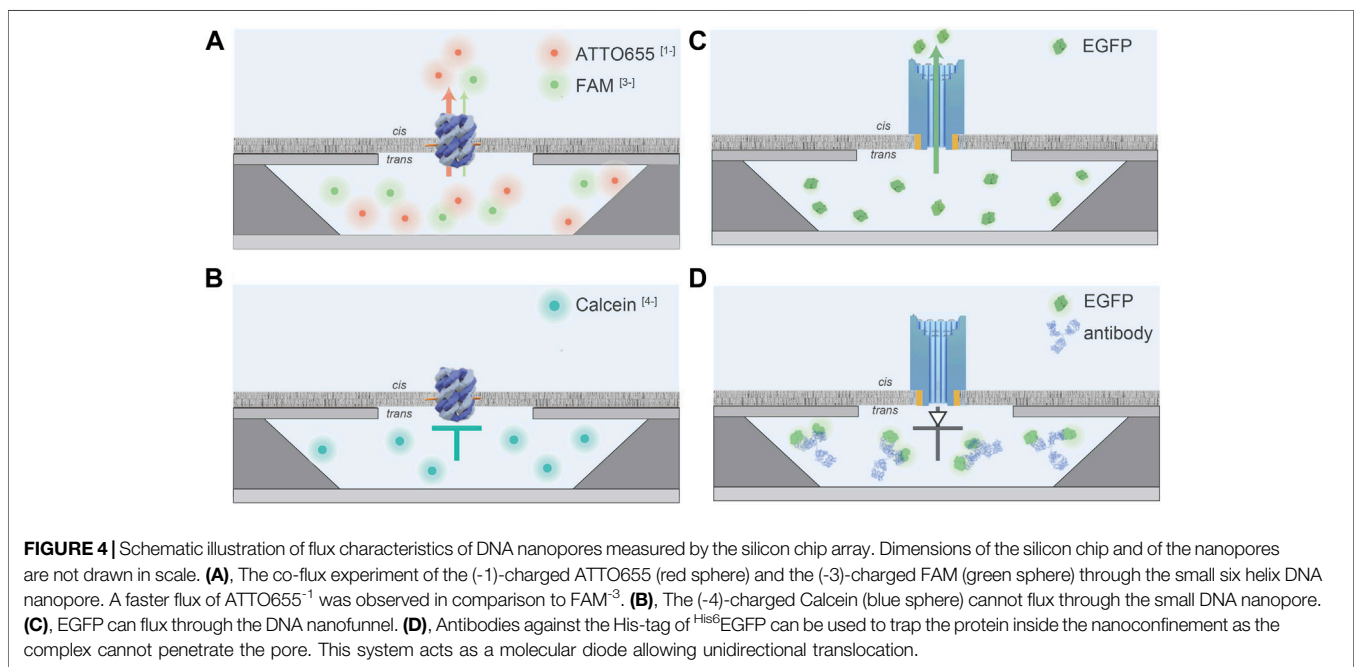 A
ATTO655 [1-]
FAM [3-]
cis
trans
C
EGFP
cis
trans
B
Calcein [4-]
cis
trans
D
EGFP
antibody
cis
trans
FIGURE 4 | Schematic illustration of flux characteristics of DNA nanopores measured by the silicon chip array. Dimensions of the silicon chip and of the nanopores
are not drawn in scale. (A), The co-flux experiment of the (-1)-charged ATTO655 (red sphere) and the (-3)-charged FAM (green sphere) through the small six helix DNA
nanopore. A faster flux of ATTO655-1 was observed in comparison to FAM-3. (B), The (-4)-charged Calcein (blue sphere) cannot flux through the small DNA nanopore.
(C), EGFP can flux through the DNA nanofunnel. (D), Antibodies against the His-tag of His6EGFP can be used to trap the protein inside the nanoconfinement as the
complex cannot penetrate the pore. This system acts as a molecular diode allowing unidirectional translocation.